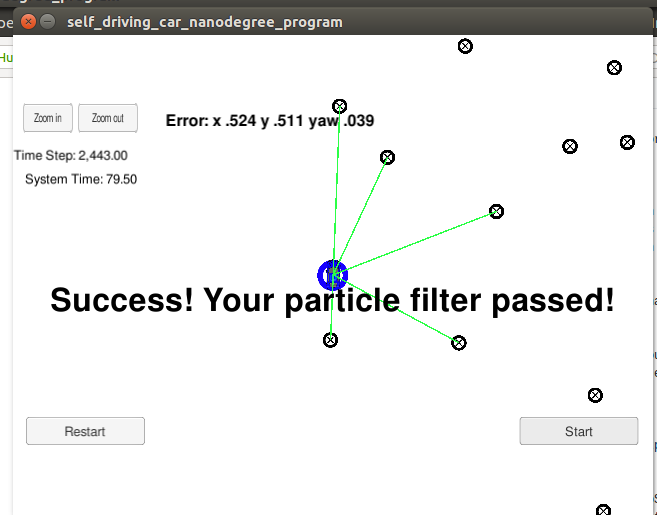 self_driving_car_nanodegree_program
Zoom in
Zoom out
Error: x .524 y .511 yaw .039
Time Step: 2,443.00
System Time: 79.50
Success! Your particle filter passed!
Restart
Start